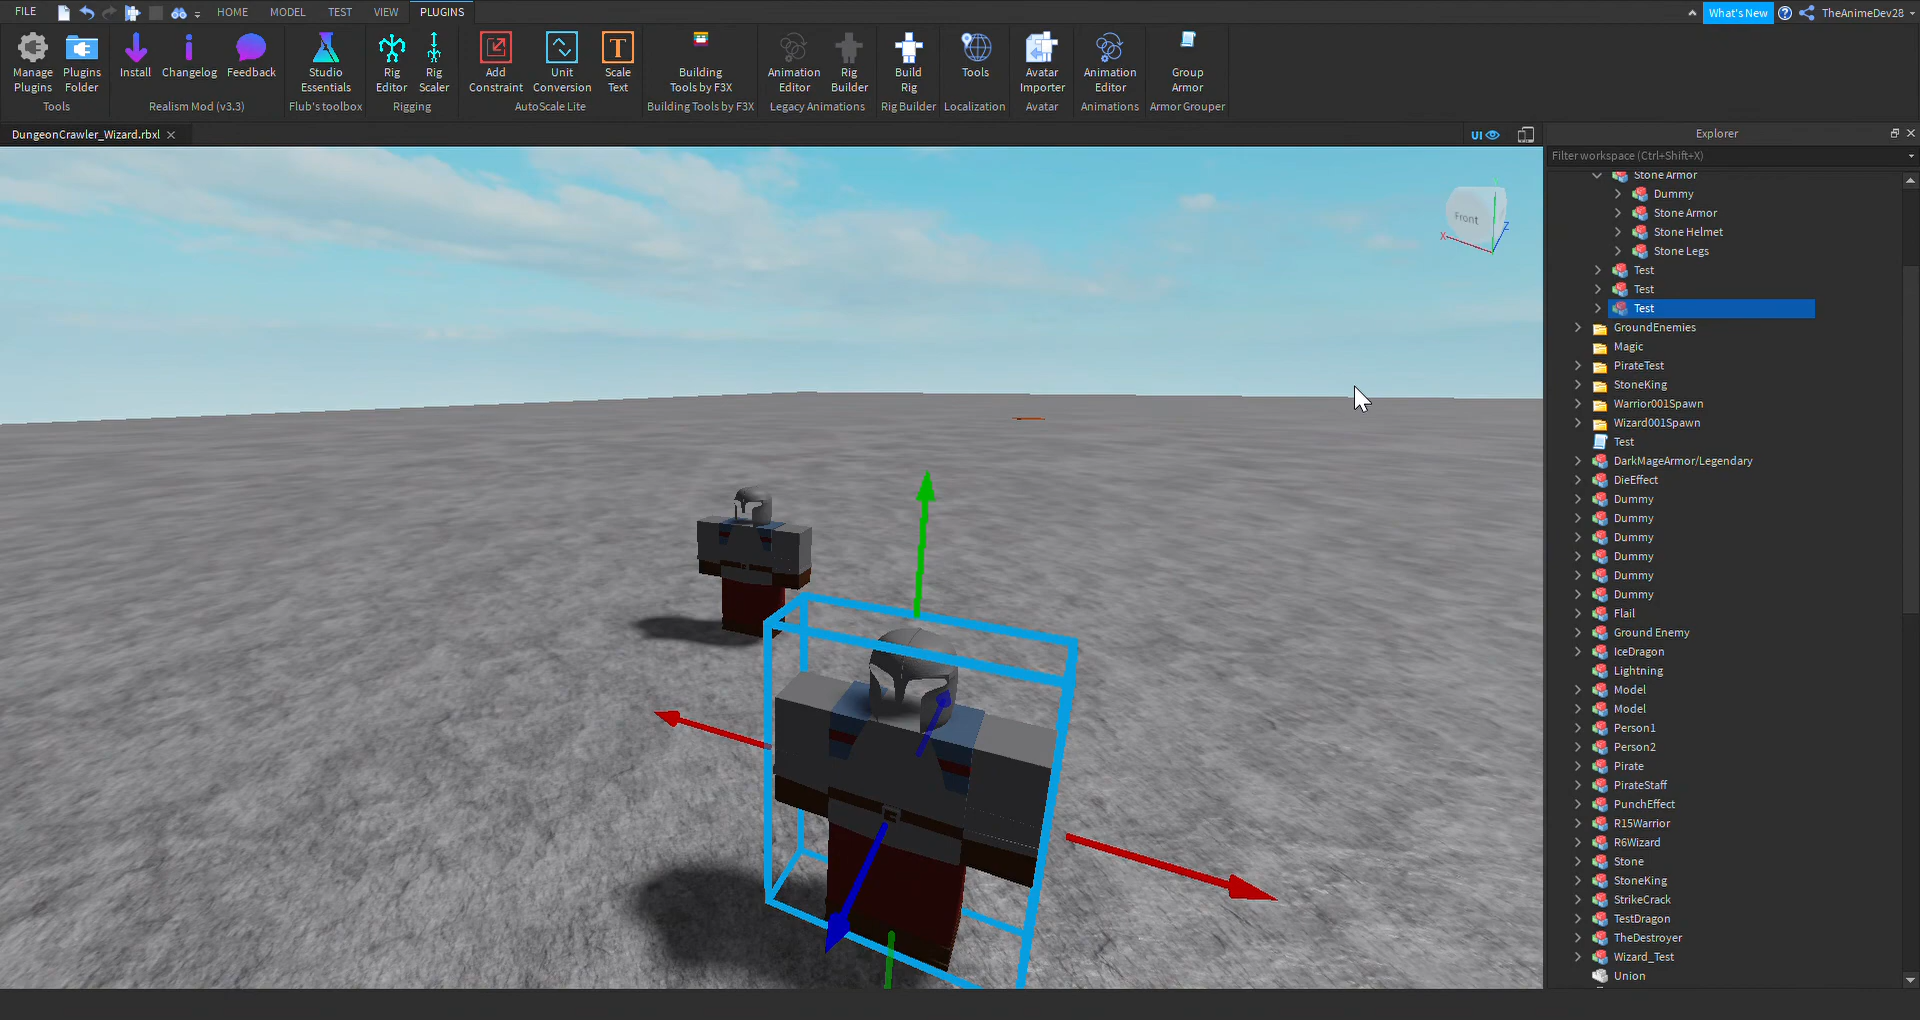 FILE HOME MODEL TEST VIEW PLUGINS What's New TheAnimeDev28
Manage Plugins
Plugins Folder
Tools
Install
Changelog
Feedback
Realism Mod (v3.3)
Studio Essentials
Flub's toolbox
Rig Editor
Rig Scaler
Rigging
Add Constraint
Unit Conversion
T
Scale Text
AutoScale Lite
Building Tools by F3X
Building Tools by F3X
Animation Editor
Rig Builder
Legacy Animations
Build Rig
Rig Builder
Tools
Localization
Avatar Importer
Avatar
Animation Editor
Animations
Group Armor
Armor Grouper
DungeonCrawler_Wizard.rbxl
UI
Explorer
Filter workspace (Ctrl+Shift+X)
Front
X
Z
Stone Armor
Dummy
Stone Armor
Stone Helmet
Stone Legs
Test
Test
Test
GroundEnemies
Magic
PirateTest
StoneKing
Warrior001Spawn
Wizard001Spawn
Test
DarkMageArmor/Legendary
DieEffect
Dummy
Dummy
Dummy
Dummy
Dummy
Dummy
Flail
Ground Enemy
IceDragon
Lightning
Model
Model
Person1
Person2
Pirate
PirateStaff
PunchEffect
R15Warrior
R6Wizard
Stone
StoneKing
StrikeCrack
TestDragon
TheDestroyer
Wizard_Test
Union